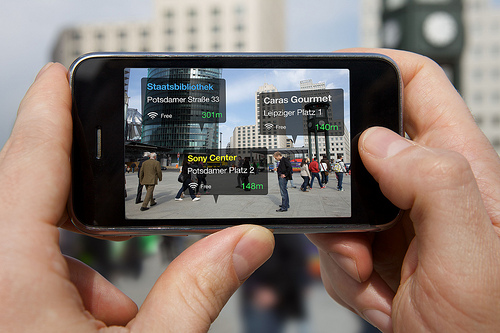 Staatsbibliothek
Potsdamer Straße 33
Free 301m
Caras Gourmet
Leipziger Platz 1
Free 140m
Sony Center
Potsdamer Platz 2
Free 148m